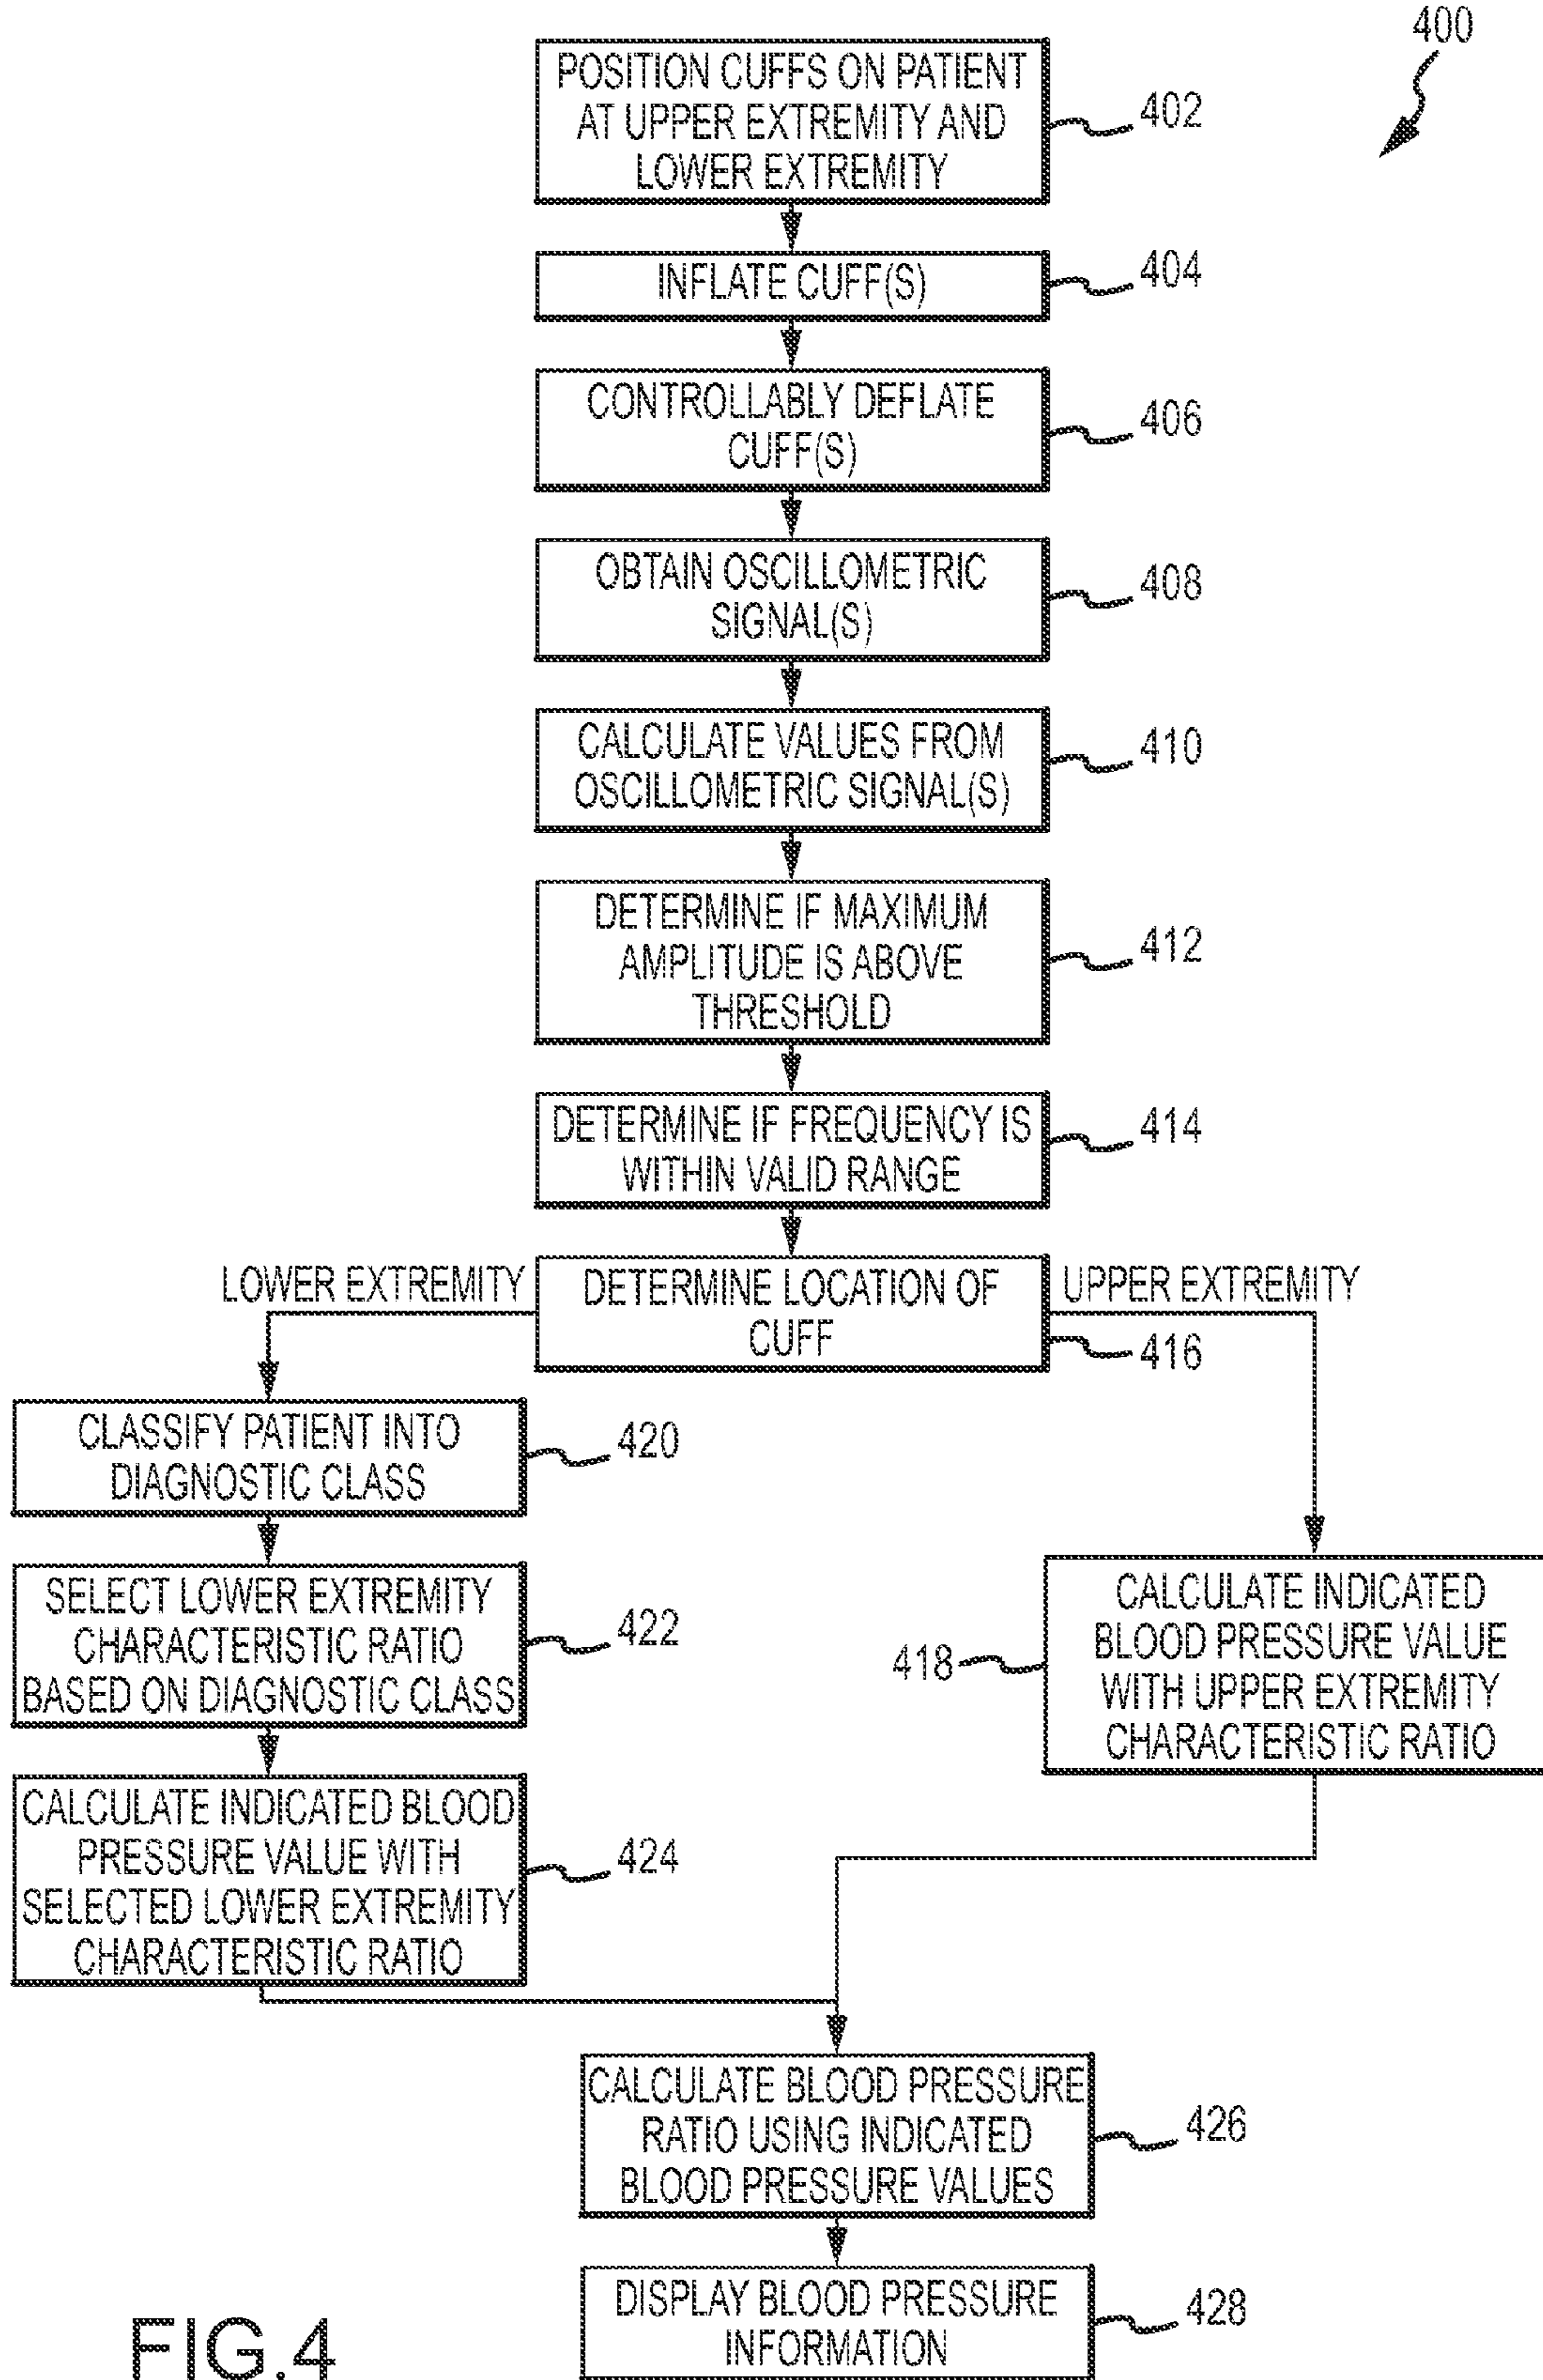 400
POSITION CUFFS ON PATIENT
AT UPPER EXTREMITY AND
LOWER EXTREMITY
402
INFLATE CUFF(S)
404
CONTROLLABLY DEFLATE
CUFF(S)
406
OBTAIN OSCILLOMETRIC
SIGNAL(S)
408
CALCULATE VALUES FROM
OSCILLOMETRIC SIGNAL(S)
410
DETERMINE IF MAXIMUM
AMPLITUDE IS ABOVE
THRESHOLD
412
DETERMINE IF FREQUENCY IS
WITHIN VALID RANGE
414
LOWER EXTREMITY
DETERMINE LOCATION OF
CUFF
UPPER EXTREMITY
416
CLASSIFY PATIENT INTO
DIAGNOSTIC CLASS
420
SELECT LOWER EXTREMITY
CHARACTERISTIC RATIO
BASED ON DIAGNOSTIC CLASS
422
418
CALCULATE INDICATED
BLOOD PRESSURE VALUE
WITH UPPER EXTREMITY
CHARACTERISTIC RATIO
CALCULATE INDICATED BLOOD
PRESSURE VALUE WITH
SELECTED LOWER EXTREMITY
CHARACTERISTIC RATIO
424
CALCULATE BLOOD PRESSURE
RATIO USING INDICATED
BLOOD PRESSURE VALUES
426
DISPLAY BLOOD PRESSURE
INFORMATION
428
FIG.4